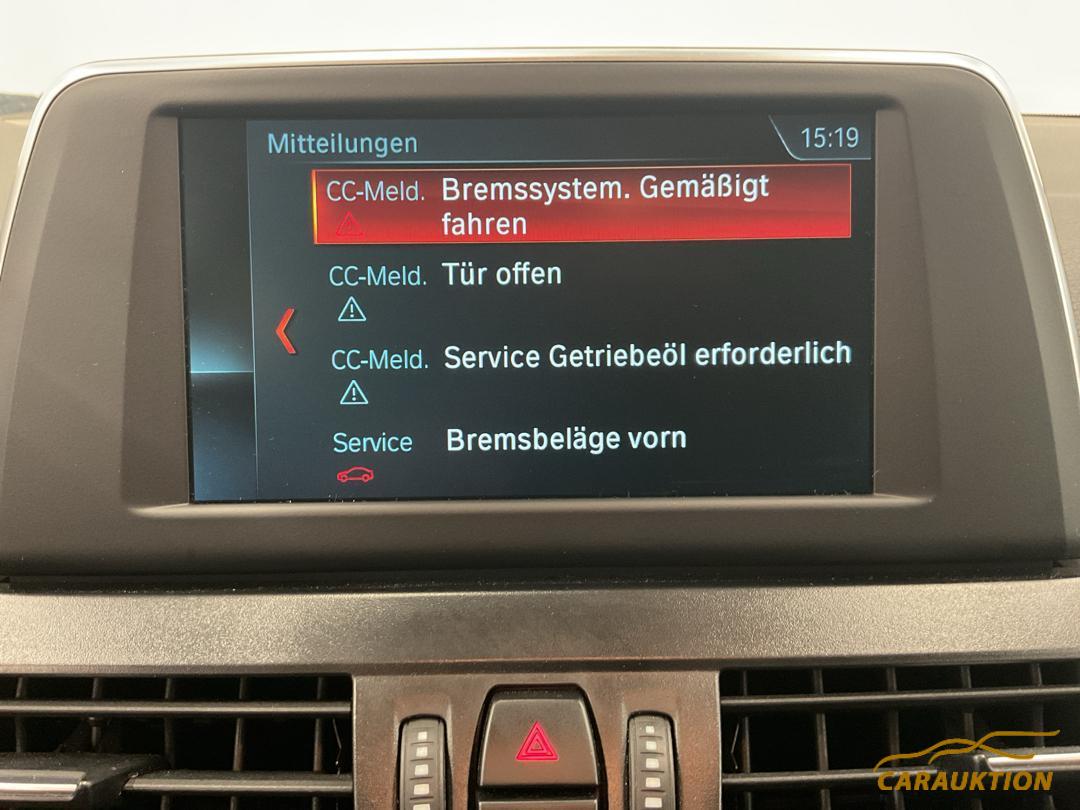 Mitteilungen 15:19
CC-Meld. Bremssystem. Gemäßigt
fahren
CC-Meld. Tür offen
CC-Meld. Service Getriebeöl erforderlich
Service Bremsbeläge vorn
CARAUKTION